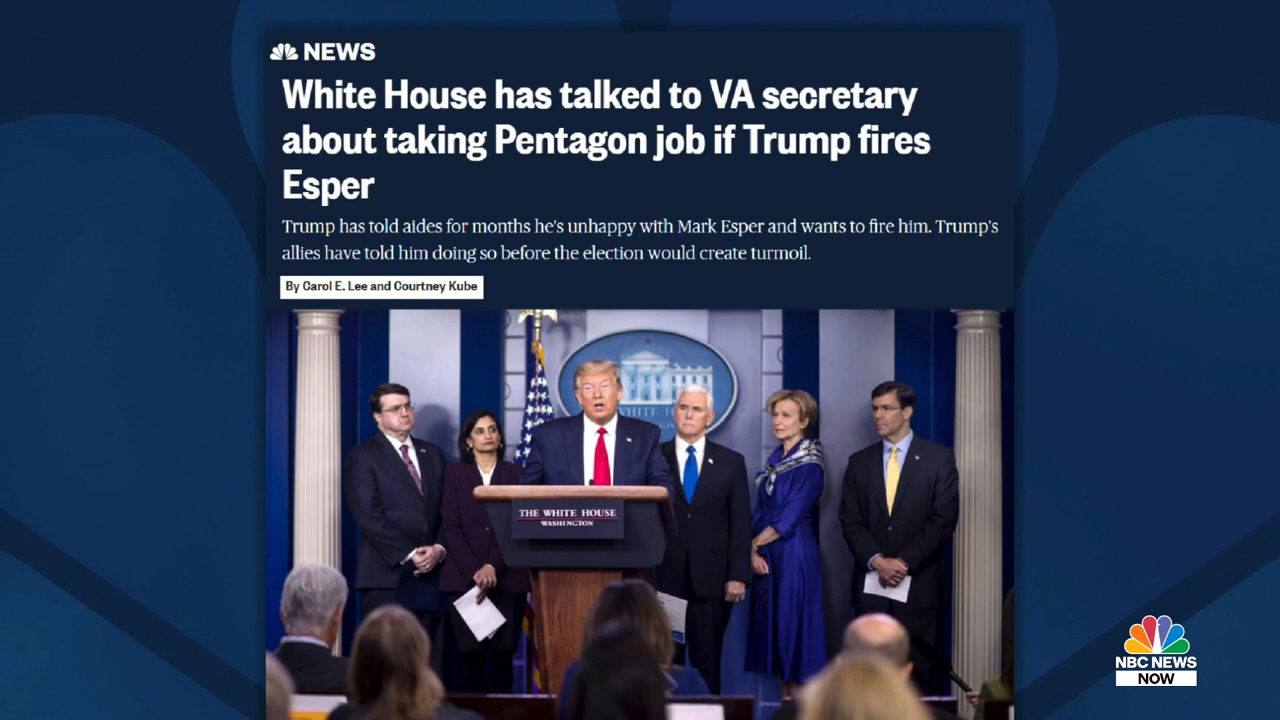 NEWS
White House has talked to VA secretary
about taking Pentagon job if Trump fires
Esper
Trump has told aides for months he's unhappy with Mark Esper and wants to fire him. Trump's
allies have told him doing so before the election would create turmoil.
By Carol E. Lee and Courtney Kube
WHITE HOUSE
THE WHITE HOUSE
WASHINGTON
NBC NEWS
NOW